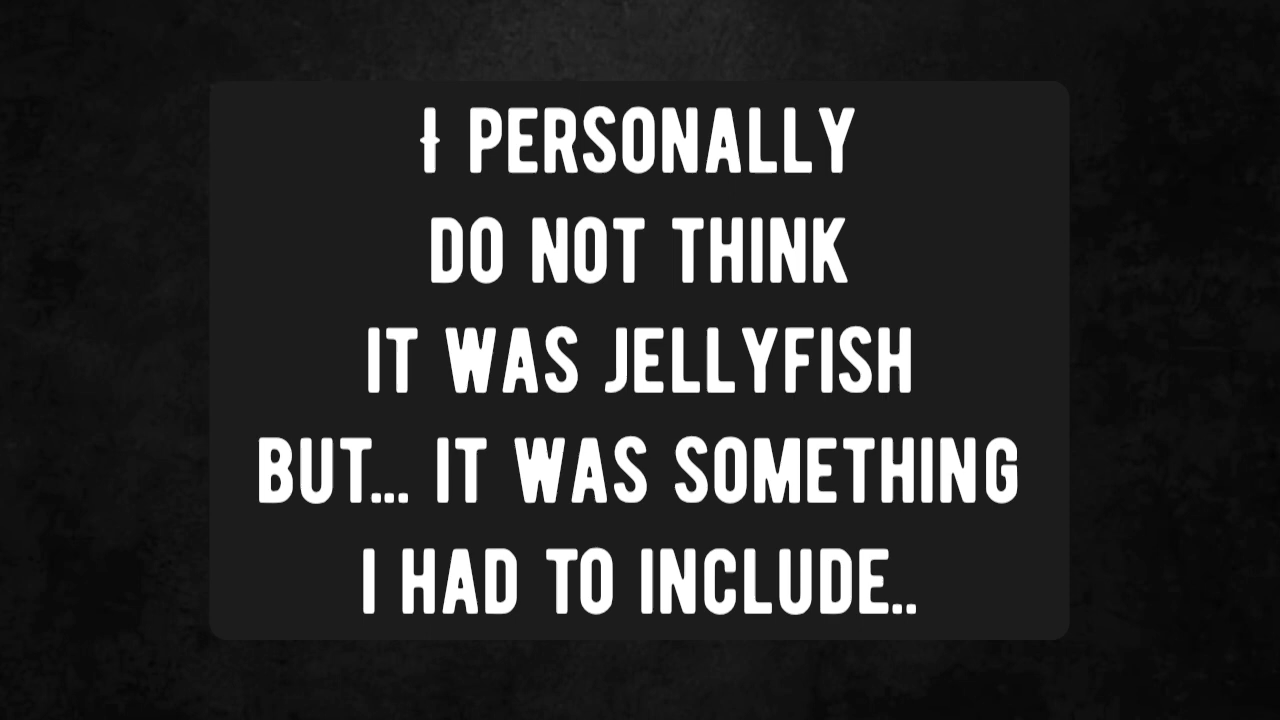 I PERSONALLY
DO NOT THINK
IT WAS JELLYFISH
BUT... IT WAS SOMETHING
I HAD TO INCLUDE..